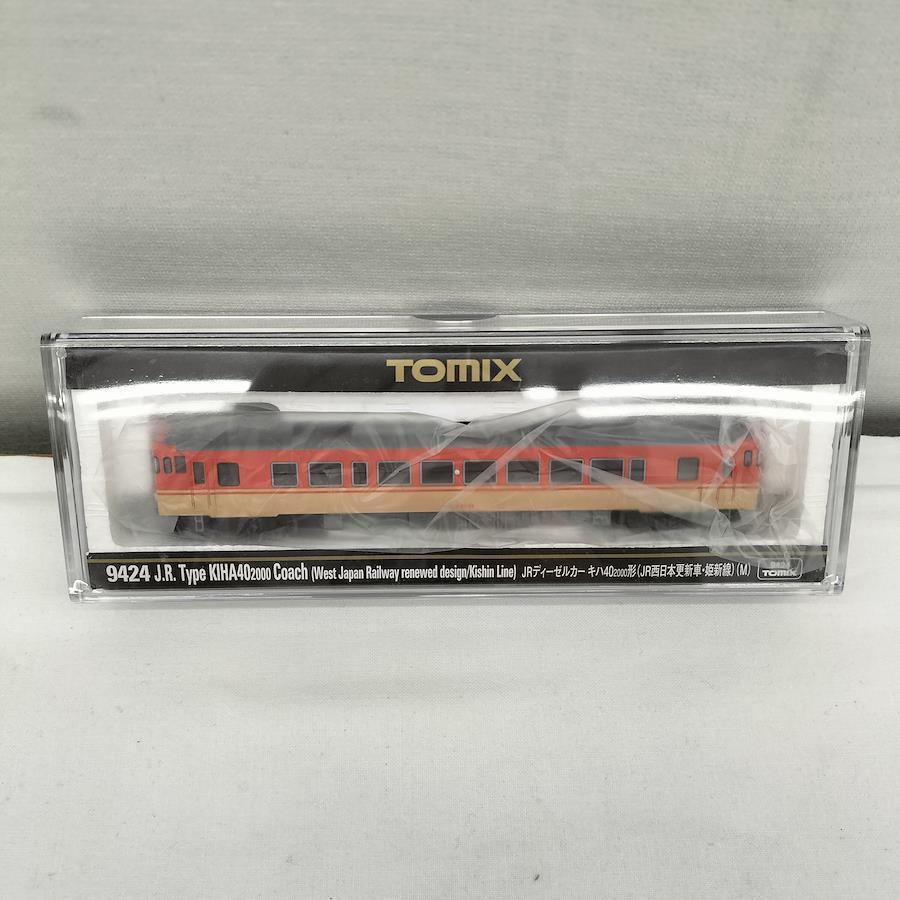 TOMIX
9424 J.R. Type KIHA402000 Coach (West Japan Railway renewed design/Kishin Line) JRディーゼルカー キハ402000形(JR西日本更新車・姫新線)(M)
9424
TOMIX